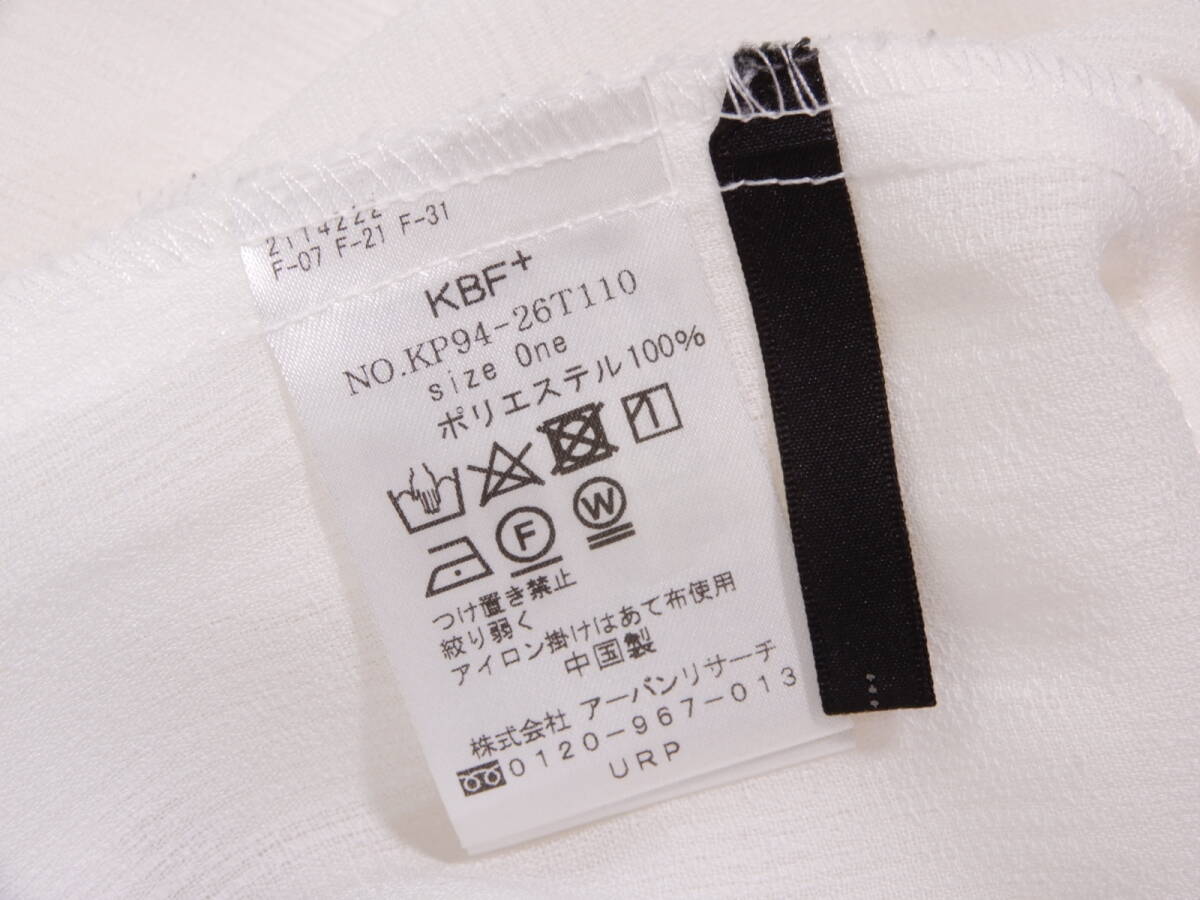 2114222
F-07 F-21 F-31
KBF+
NO.KP94-26T110
size One
ポリエステル100%
F W
つけ置き禁止
絞り弱く
アイロン掛けはあて布使用
中国製
株式会社 アーバンリサーチ
0120-967-013
URP